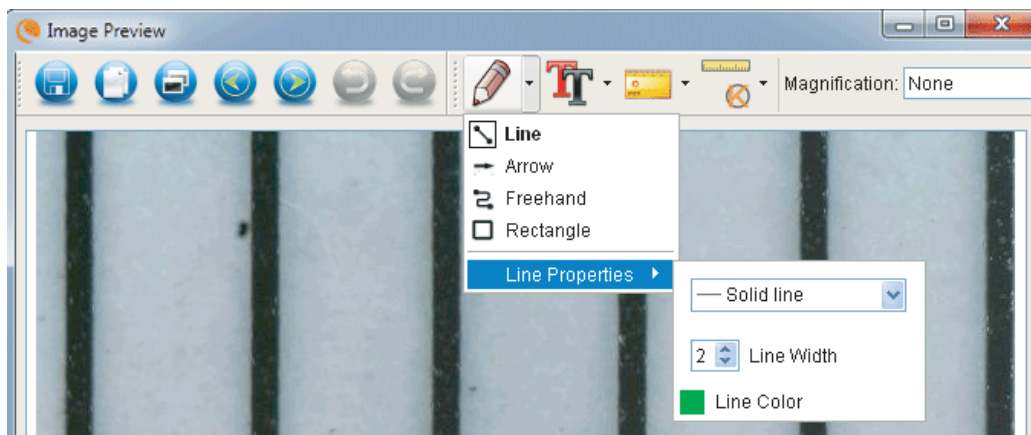 Image Preview
Magnification: None
Line
Arrow
Freehand
Rectangle
Line Properties
Solid line
2 Line Width
Line Color